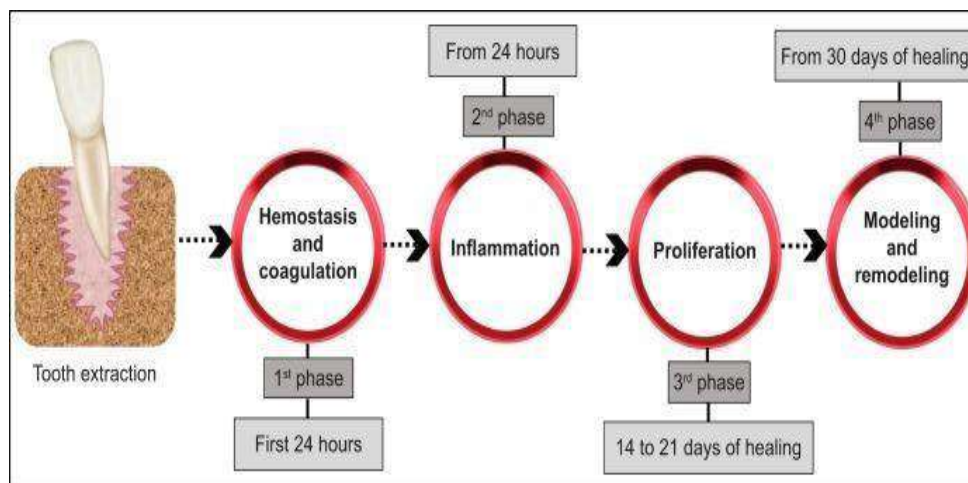 Tooth extraction
Hemostasis
and
coagulation
1st phase
First 24 hours
From 24 hours
2nd phase
Inflammation
Proliferation
3rd phase
14 to 21 days of healing
From 30 days of healing
4th phase
Modeling
and
remodeling